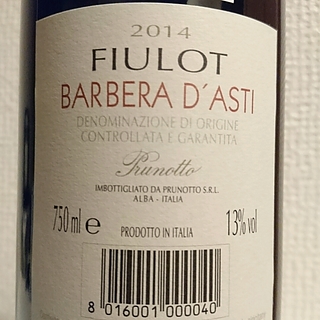 2014
FIULOT
BARBERA D'ASTI
DENOMINAZIONE DI ORIGINE
CONTROLLATA E GARANTITA
Prunotto
IMBOTTIGLIATO DA PRUNOTTO S.R.L.
ALBA - ITALIA
750 ml e
13% vol
PRODOTTO IN ITALIA
8 016001 000040